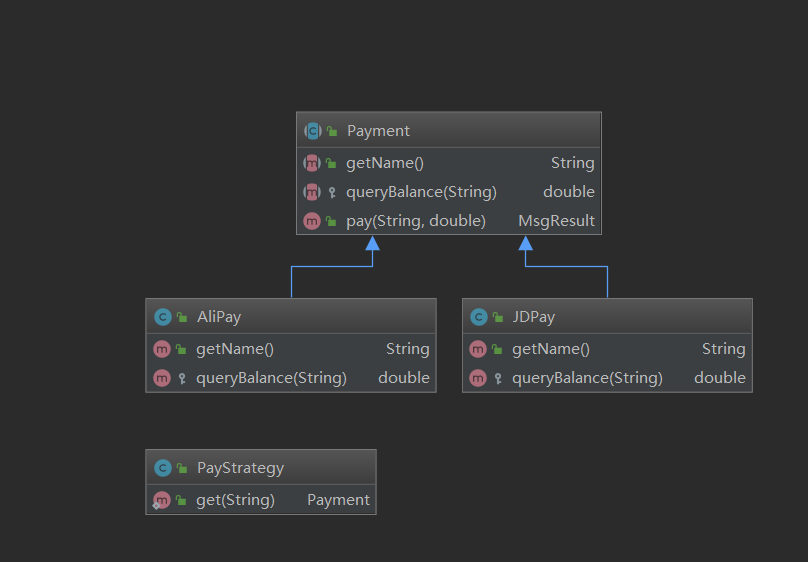 Payment
getName() String
queryBalance(String) double
pay(String, double) MsgResult
AliPay
getName() String
queryBalance(String) double
JDPay
getName() String
queryBalance(String) double
PayStrategy
get(String) Payment